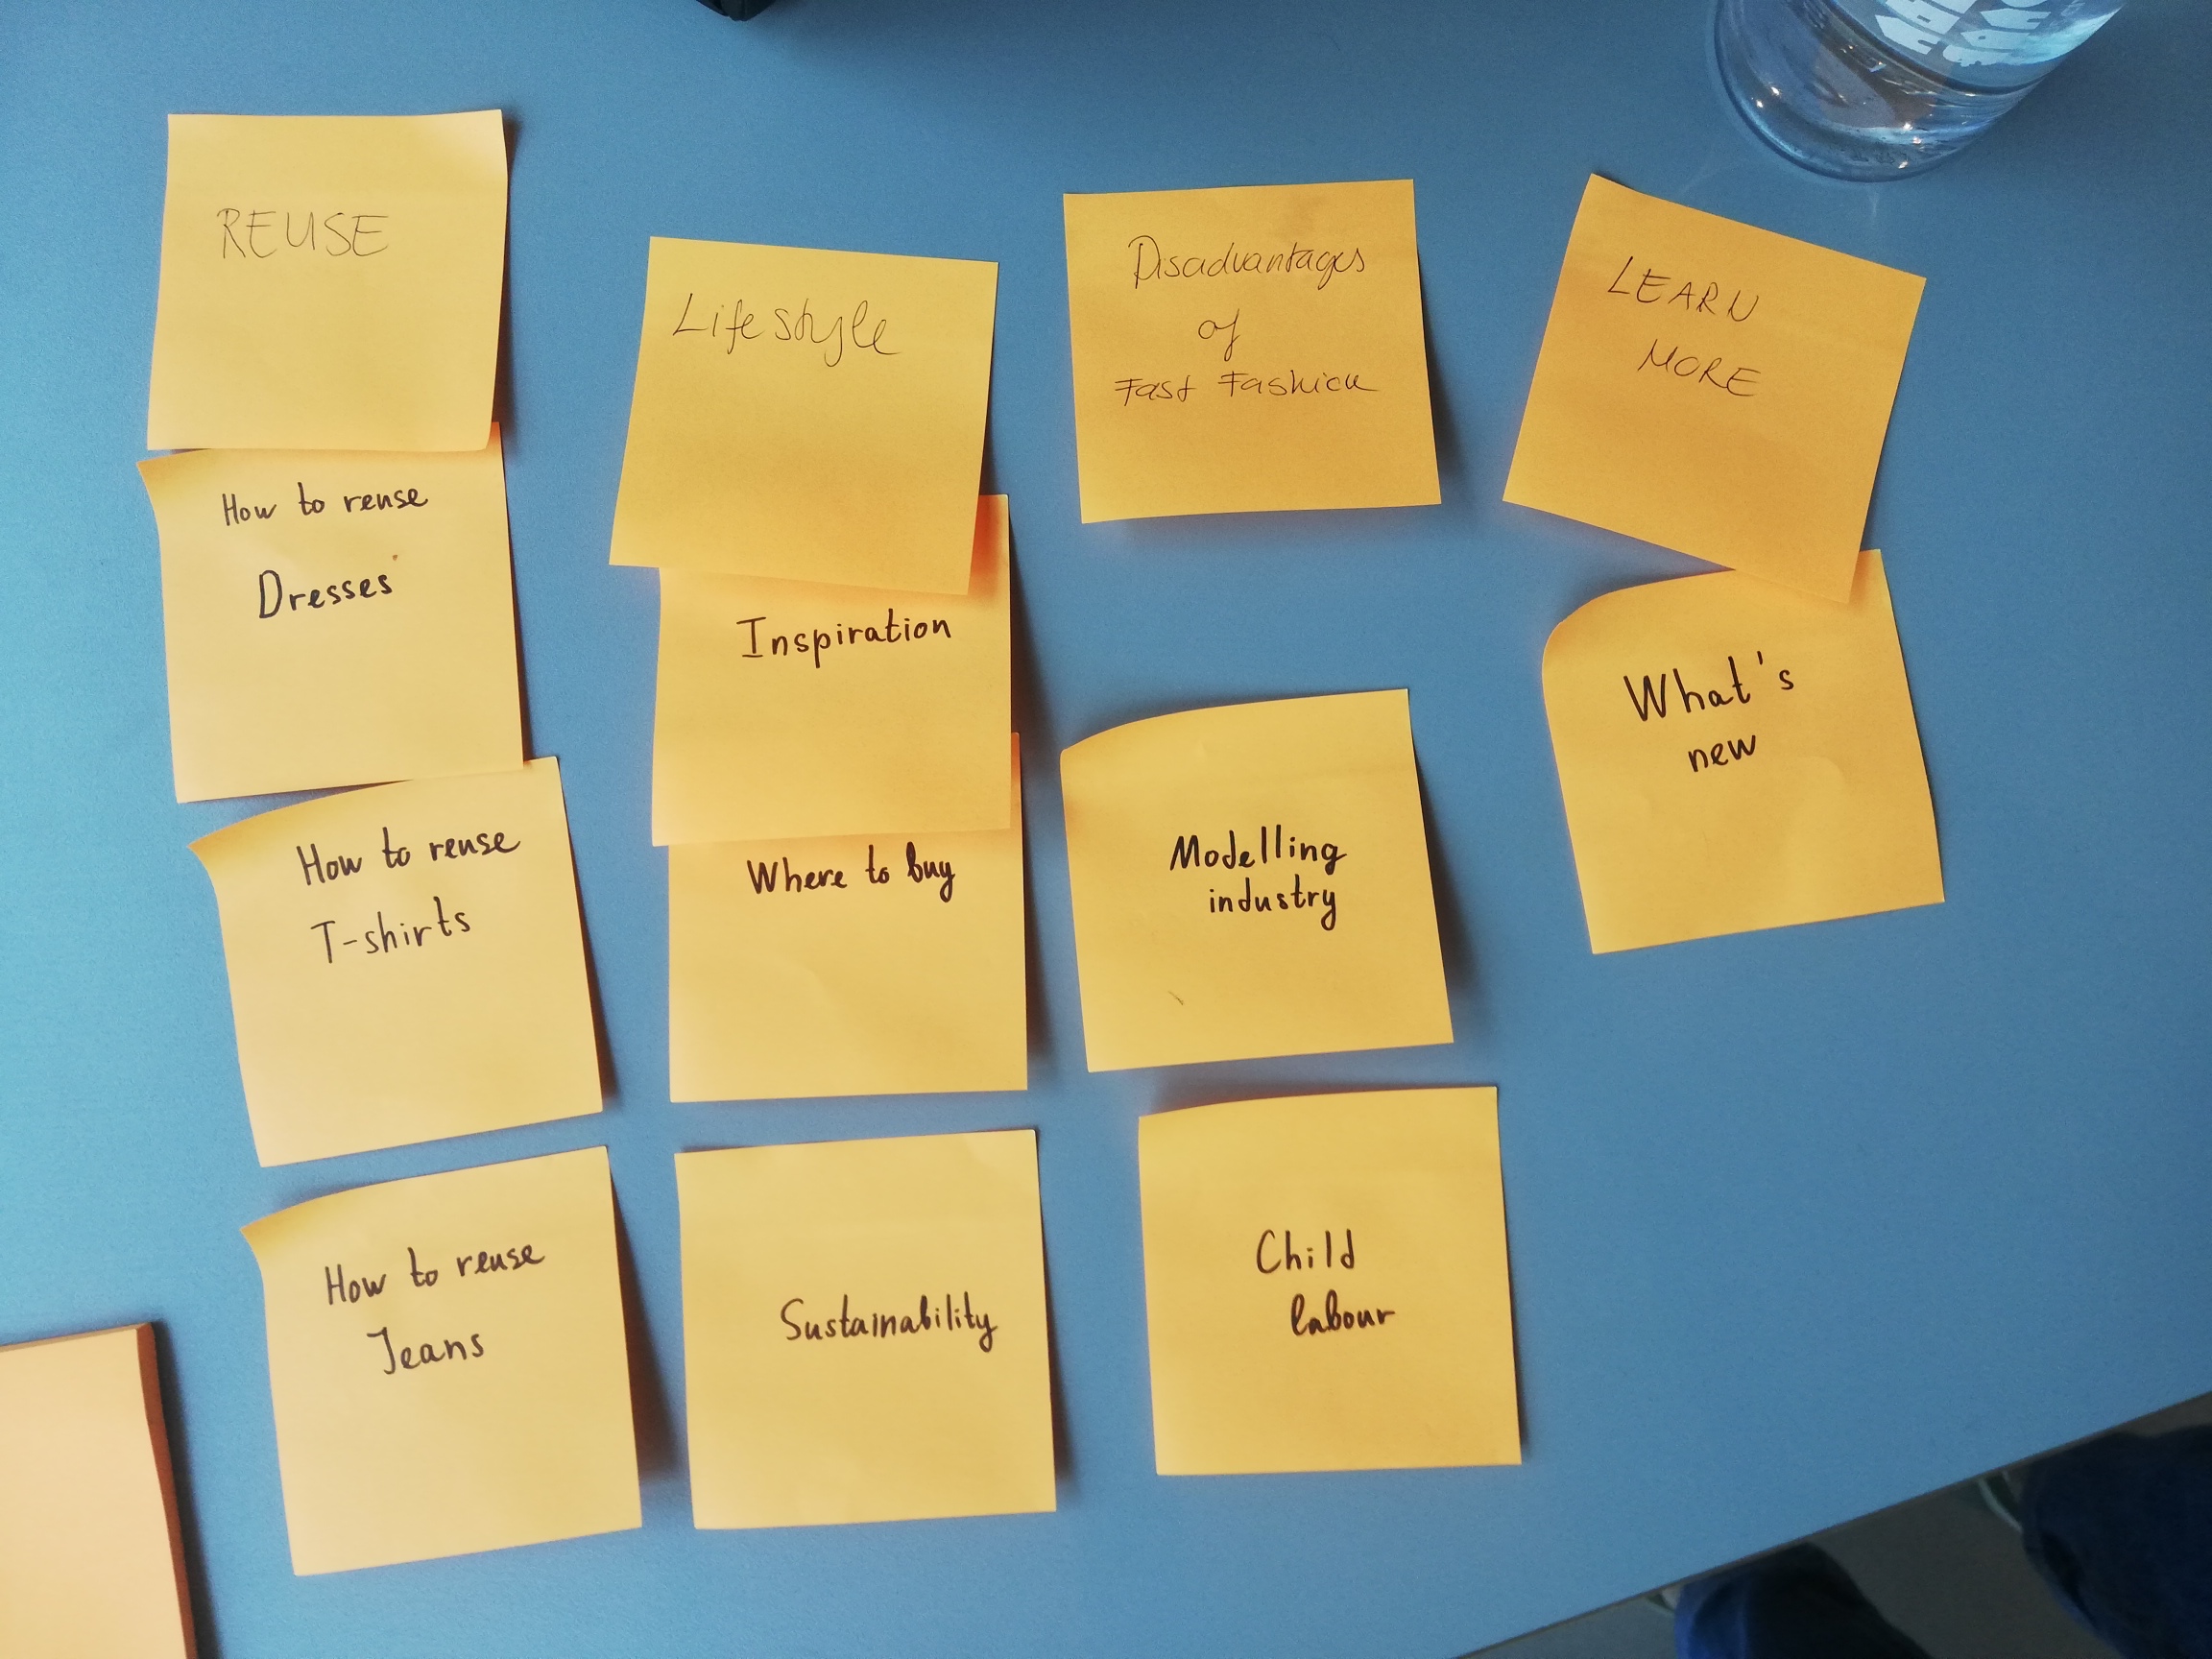 REUSE
How to reuse
Dresses
How to reuse
T-shirts
How to reuse
Jeans
Lifestyle
Inspiration
Where to buy
Sustainability
Disadvantages
of
Fast Fashion
Modelling
industry
Child
labour
LEARN
MORE
What's
new